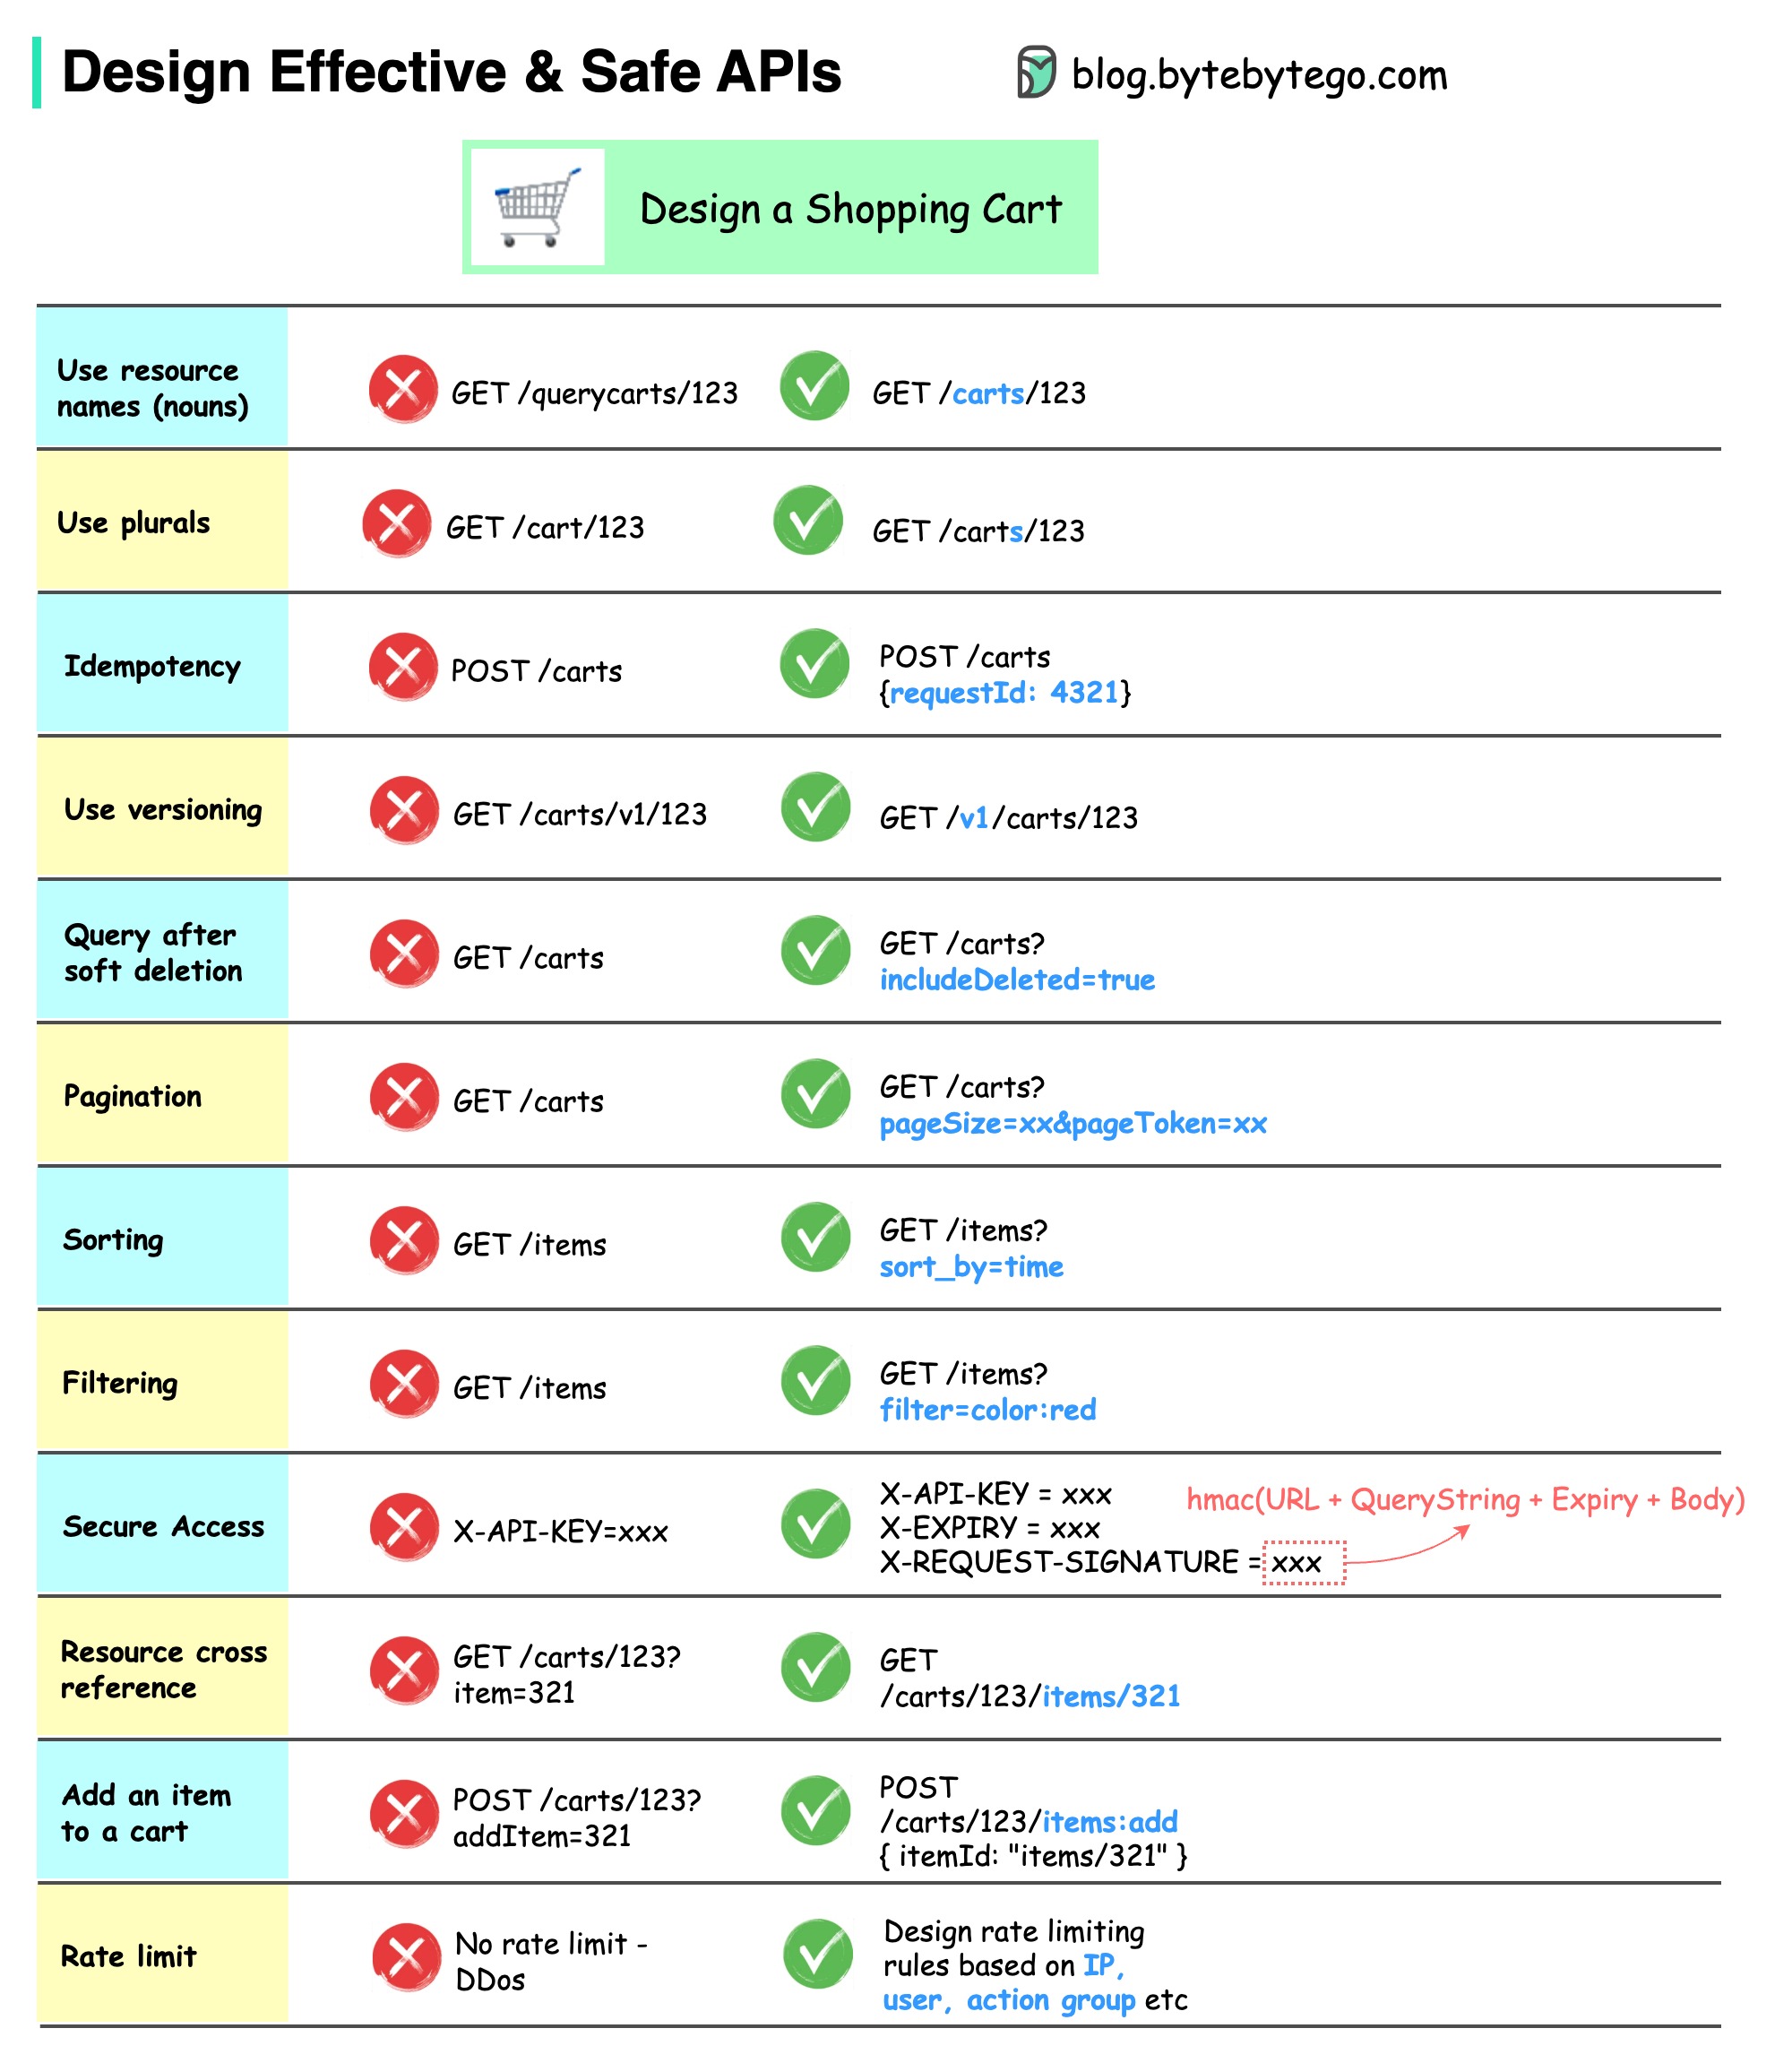 Design Effective & Safe APIs
blog.bytebytego.com
Design a Shopping Cart
Use resource
names (nouns)
GET /querycarts/123
GET /carts/123
Use plurals
GET /cart/123
GET /carts/123
Idempotency
POST /carts
POST /carts
{requestId: 4321}
Use versioning
GET /carts/v1/123
GET /v1/carts/123
Query after
soft deletion
GET /carts
GET /carts?
includeDeleted=true
Pagination
GET /carts
GET /carts?
pageSize=xx&pageToken=xx
Sorting
GET /items
GET /items?
sort_by=time
Filtering
GET /items
GET /items?
filter=color:red
Secure Access
X-API-KEY=xxx
X-API-KEY = xxx
X-EXPIRY = xxx
X-REQUEST-SIGNATURE = xxx
hmac(URL + QueryString + Expiry + Body)
Resource cross
reference
GET /carts/123?
item=321
GET
/carts/123/items/321
Add an item
to a cart
POST /carts/123?
addItem=321
POST
/carts/123/items:add
{ itemId: "items/321" }
Rate limit
No rate limit -
DDos
Design rate limiting
rules based on IP,
user, action group etc